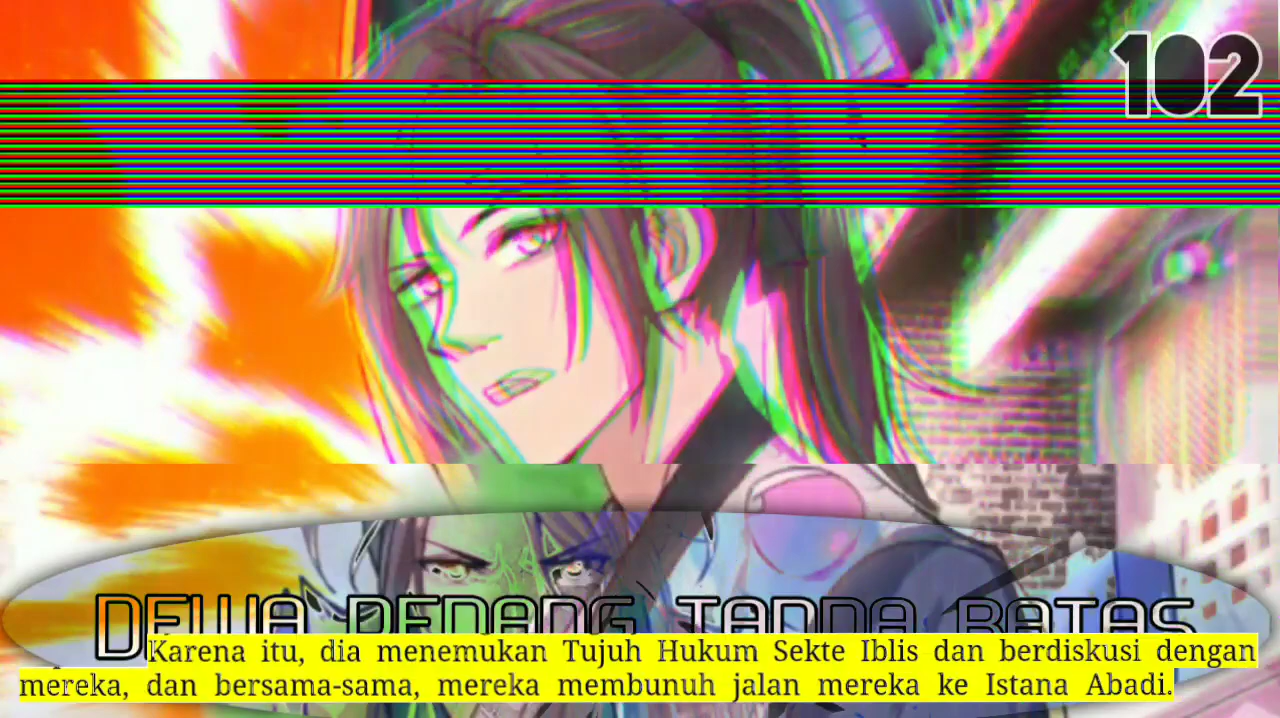 102
DEWA PEDANG TANPA BATAS
Karena itu, dia menemukan Tujuh Hukum Sekte Iblis dan berdiskusi dengan
mereka, dan bersama-sama, mereka membunuh jalan mereka ke Istana Abadi.